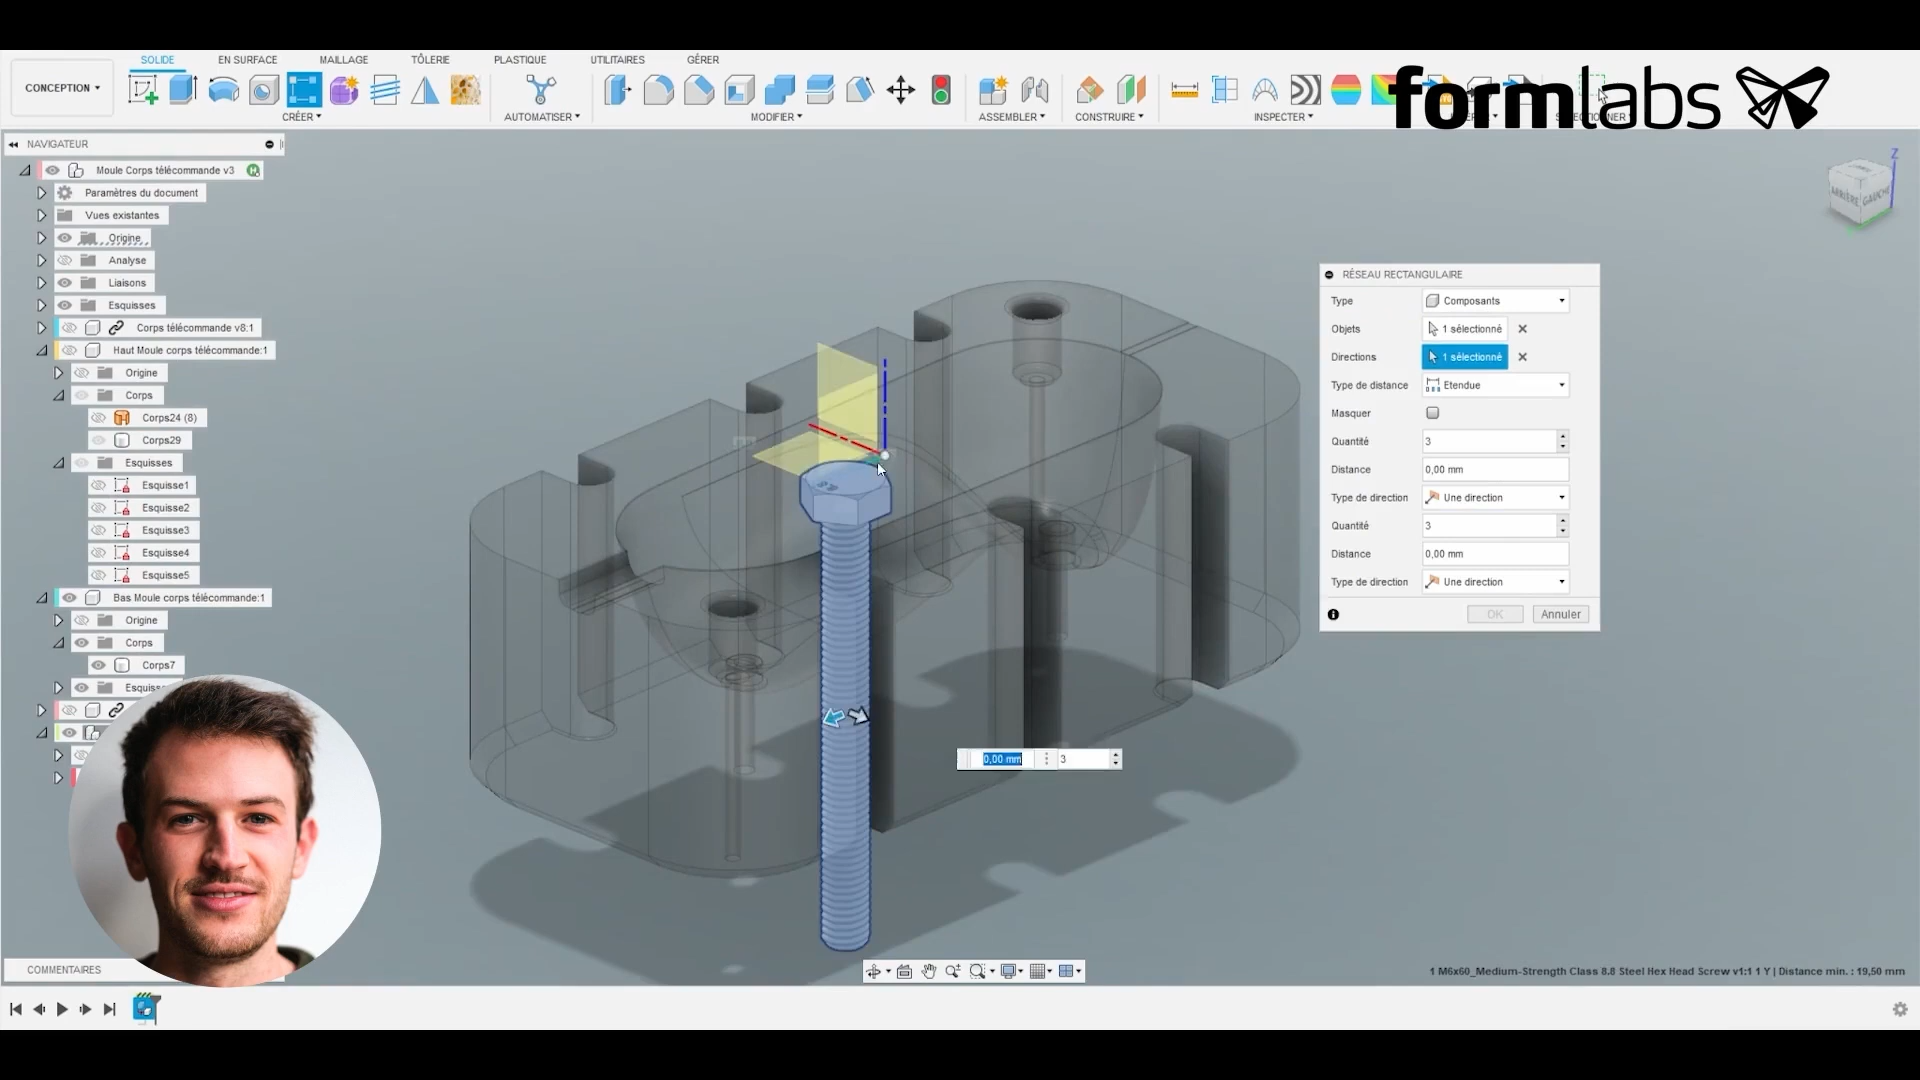 SOLIDE
EN SURFACE
MAILLAGE
TÔLERIE
PLASTIQUE
UTILITAIRES
GÉRER
CONCEPTION
CRÉER
AUTOMATISER
MODIFIER
ASSEMBLER
CONSTRUIRE
INSPECTER
formlabs
NAVIGATEUR
Moule Corps télécommande v3
Paramètres du document
Vues existantes
Origine
Analyse
Liaisons
Esquisses
Corps télécommande v8:1
Haut Moule corps télécommande:1
Origine
Corps
Corps24 (8)
Corps29
Esquisses
Esquisse1
Esquisse2
Esquisse3
Esquisse4
Esquisse5
Bas Moule corps télécommande:1
Origine
Corps
Corps7
COMMENTAIRES
Z
ARRIÈRE
GAUCHE
8.8
RÉSEAU RECTANGULAIRE
Type Composants
Objets 1 sélectionné
Directions 1 sélectionné
Type de distance Etendue
Masquer
Quantité 3
Distance 0,00 mm
Type de direction Une direction
Quantité 3
Distance 0,00 mm
Type de direction Une direction
OK Annuler
0,00 mm 3
1 M6x60_Medium-Strength Class 8.8 Steel Hex Head Screw v1:1 1 Y | Distance min. : 19,50 mm